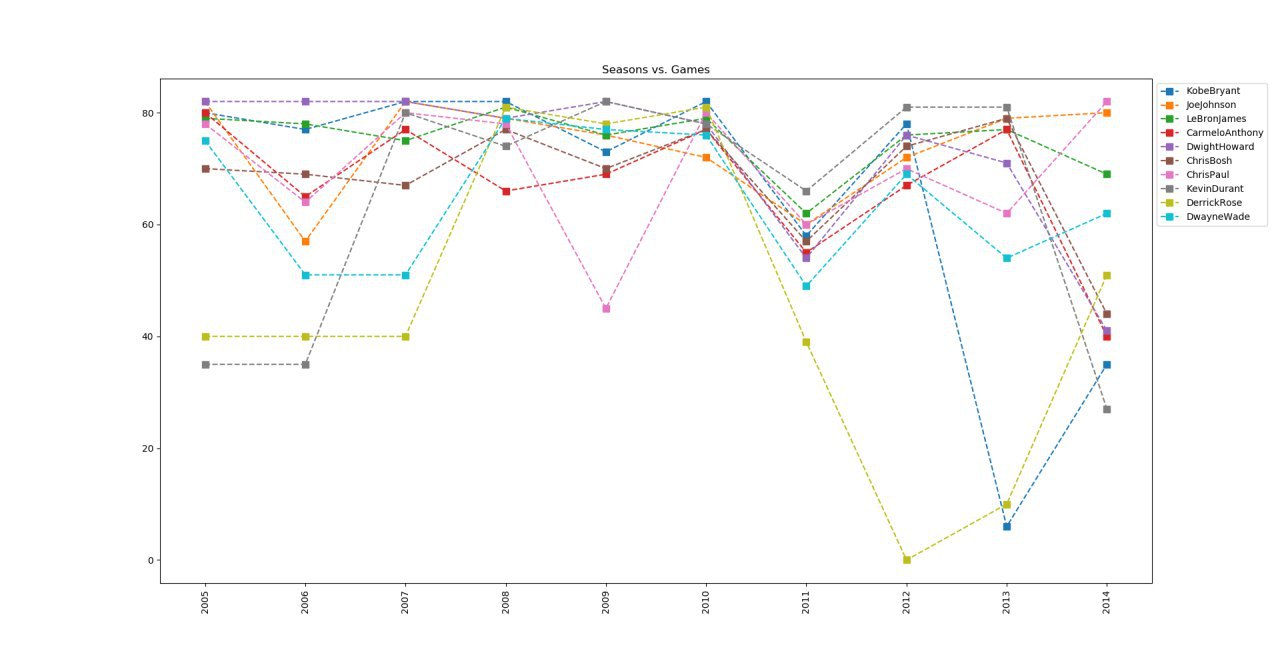 Seasons vs. Games
KobeBryant
JoeJohnson
LeBronJames
CarmeloAnthony
DwightHoward
ChrisBosh
ChrisPaul
KevinDurant
DerrickRose
DwayneWade
80
60
40
20
0
2005
2006
2007
2008
2009
2010
2011
2012
2013
2014